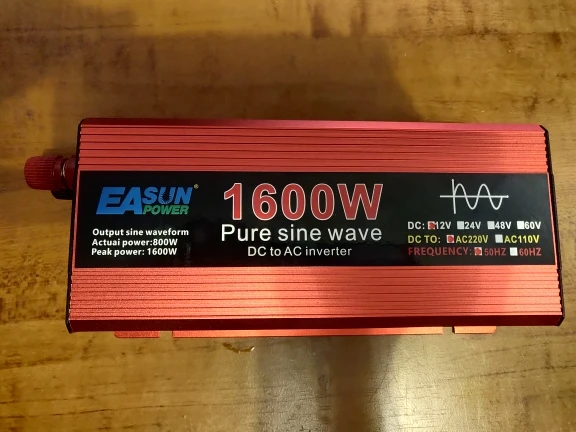 EASUN®
POWER
Output sine waveform
Actuai power:800W
Peak power:1600W
1600W
Pure sine wave
DC to AC inverter
DC: 12V 24V 48V 60V
DC TO: AC220V AC110V
FREQUENCY: 50HZ 60HZ